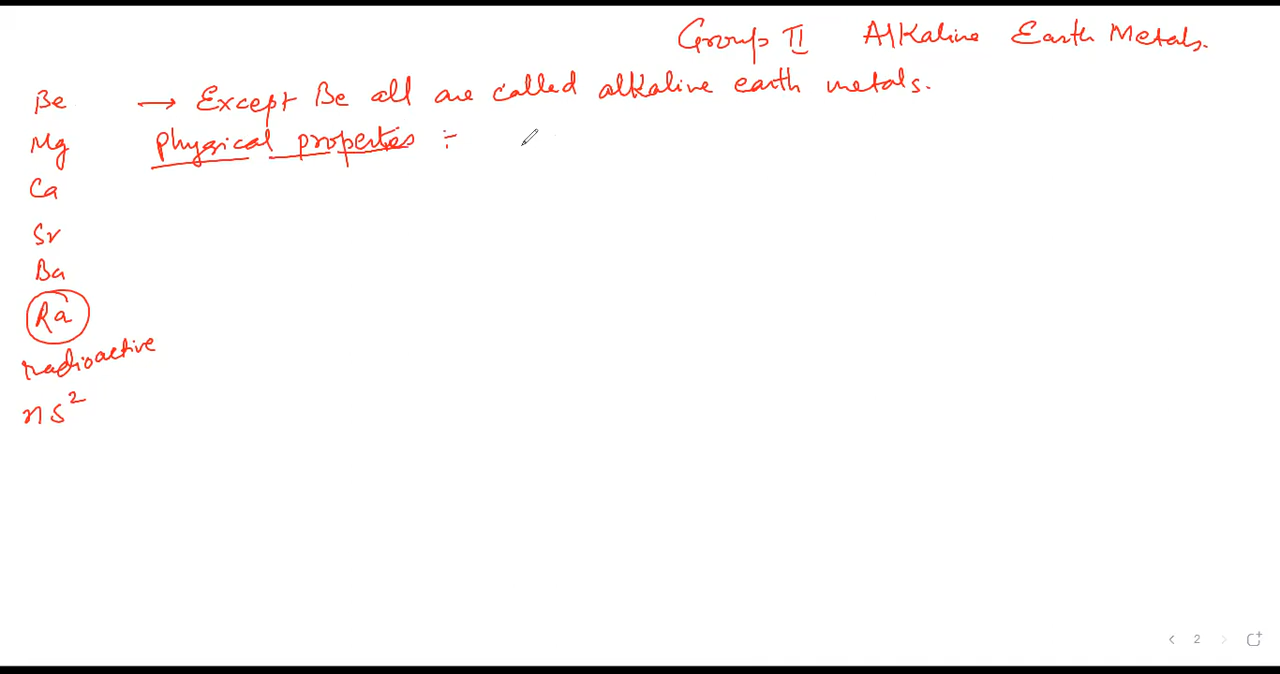 Group II Alkaline Earth Metals.
Be → Except Be all are called alkaline earth metals.
Mg Physical properties :-
Ca
Sr
Ba
Ra
radioactive
ns²
< 2 >